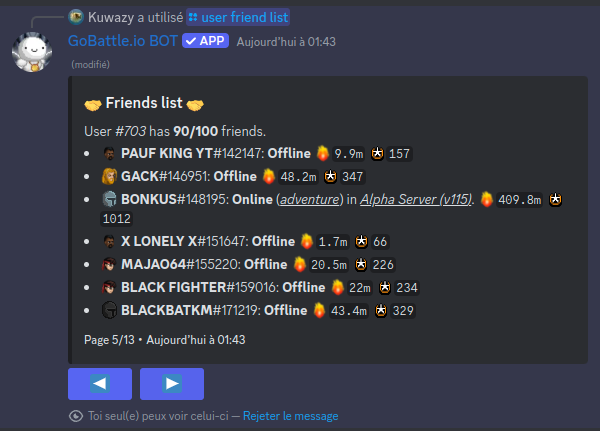 Kuwazy a utilisé user friend list
GoBattle.io BOT ✓ APP Aujourd'hui à 01:43
(modifié)
🤝 Friends list 🤝
User #703 has 90/100 friends.
• PAUF KING YT#142147: Offline 🔥 9.9m 157
• GACK#146951: Offline 🔥 48.2m 347
• BONKUS#148195: Online (adventure) in Alpha Server (v115). 🔥 409.8m
1012
• X LONELY X#151647: Offline 🔥 1.7m 66
• MAJAO64#155220: Offline 🔥 20.5m 226
• BLACK FIGHTER#159016: Offline 🔥 22m 234
• BLACKBATKM#171219: Offline 🔥 43.4m 329
Page 5/13 • Aujourd'hui à 01:43
Toi seul(e) peux voir celui-ci — Rejeter le message